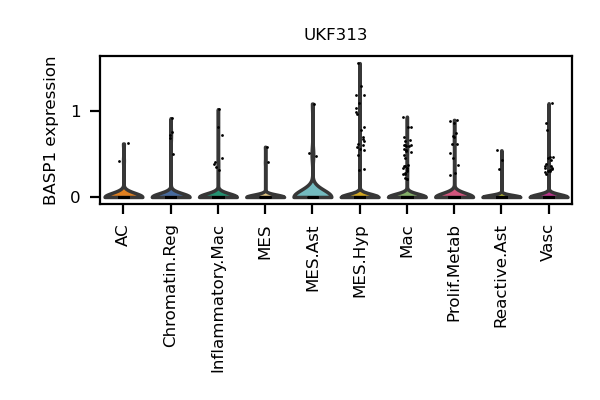 UKF313
BASP1 expression
1
0
AC
Chromatin.Reg
Inflammatory.Mac
MES
MES.Ast
MES.Hyp
Mac
Prolif.Metab
Reactive.Ast
Vasc